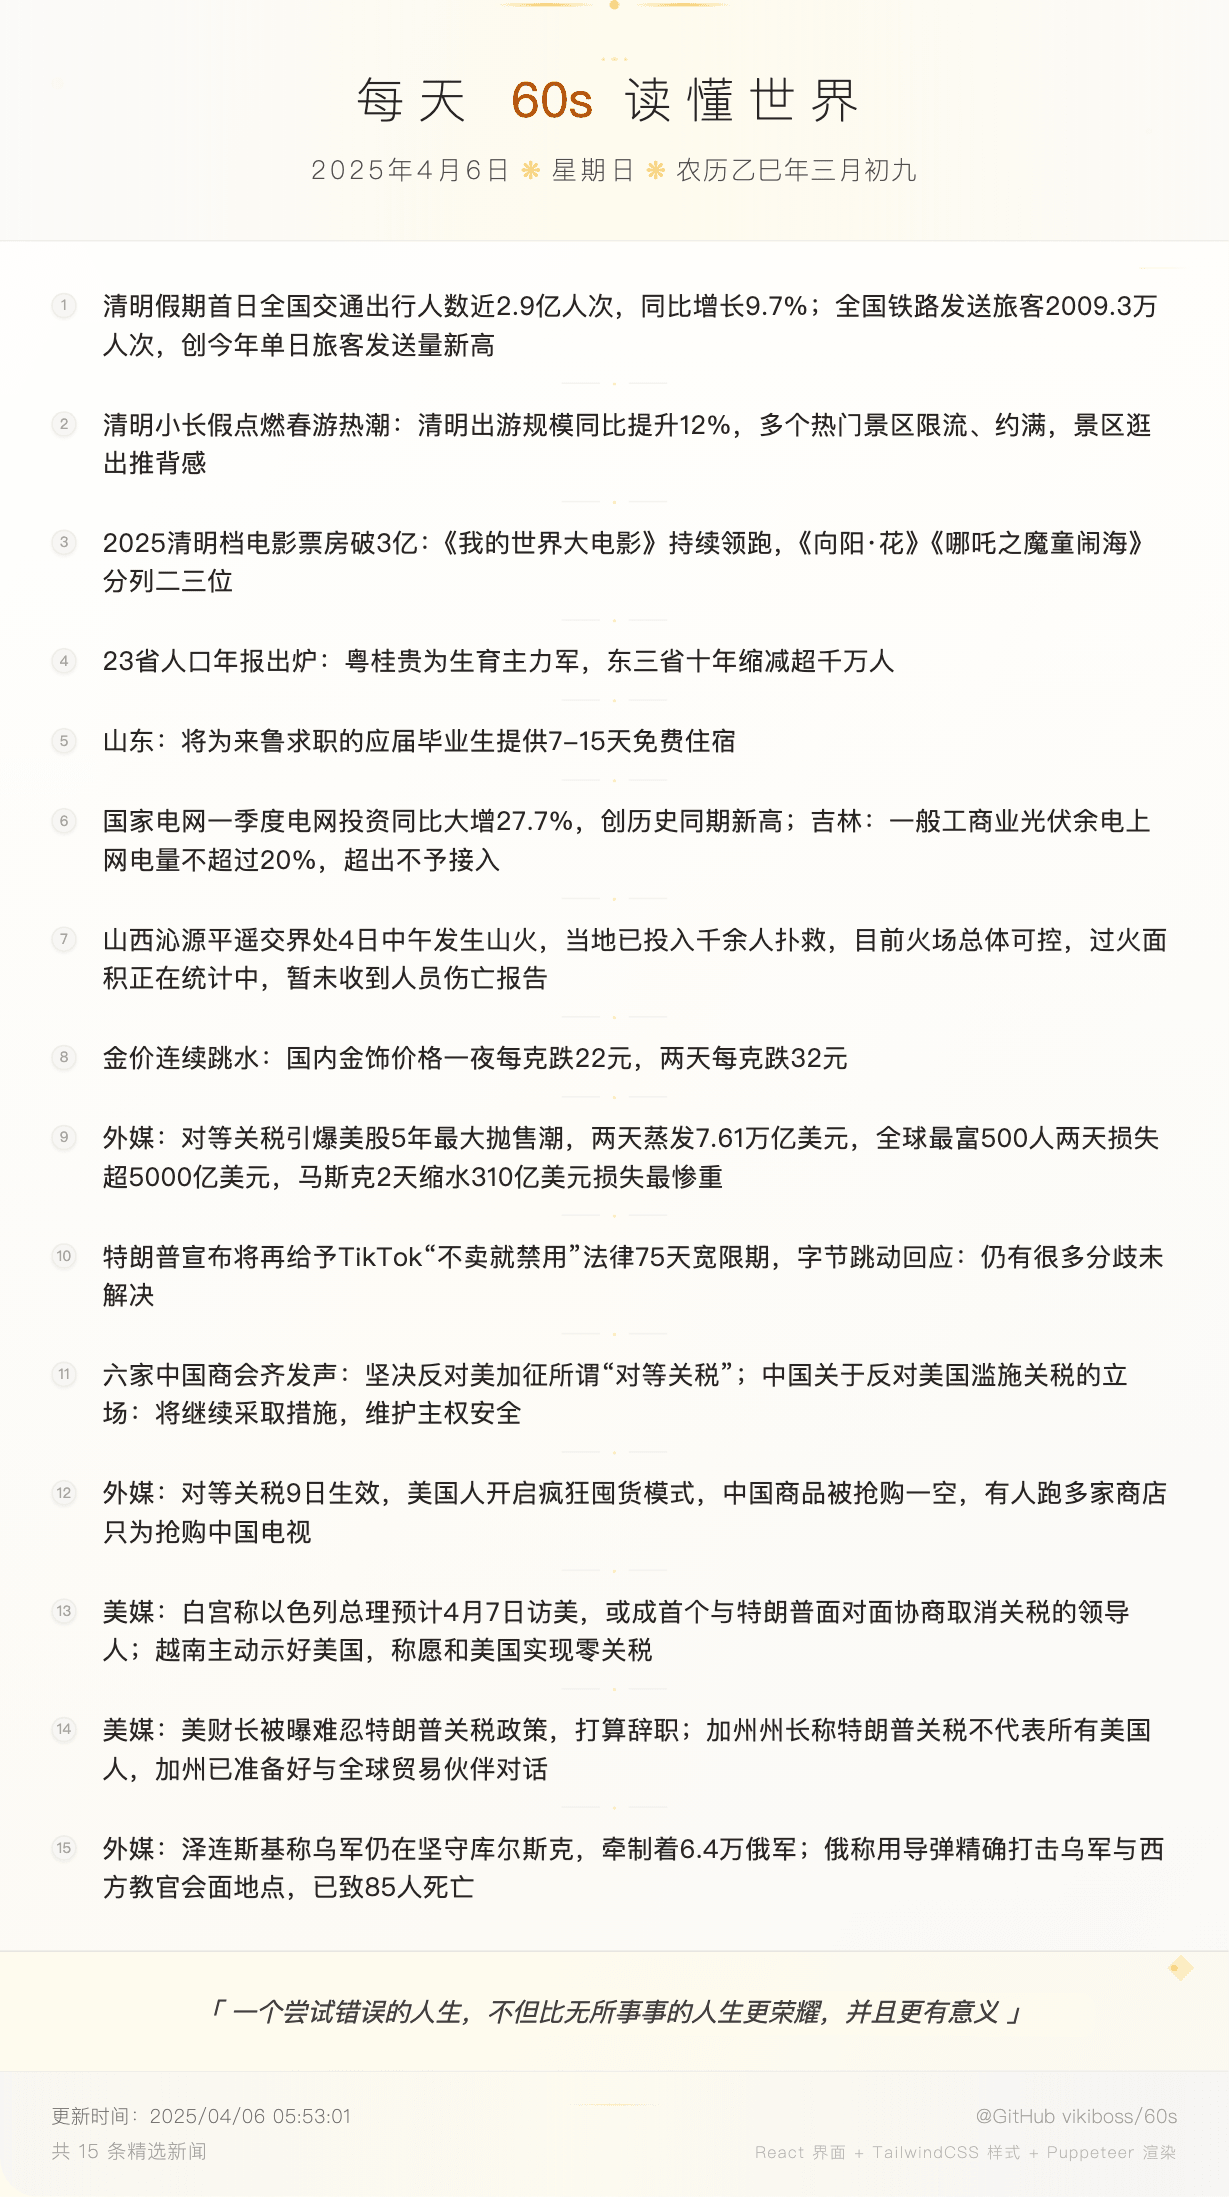 每天 60s 读懂世界
2025年4月6日 ❋ 星期日 ❋ 农历乙巳年三月初九
1 清明假期首日全国交通出行人数近2.9亿人次，同比增长9.7%；全国铁路发送旅客2009.3万
人次，创今年单日旅客发送量新高
2 清明小长假点燃春游热潮：清明出游规模同比提升12%，多个热门景区限流、约满，景区逛
出推背感
3 2025清明档电影票房破3亿：《我的世界大电影》持续领跑，《向阳·花》《哪吒之魔童闹海》
分列二三位
4 23省人口年报出炉：粤桂贵为生育主力军，东三省十年缩减超千万人
5 山东：将为来鲁求职的应届毕业生提供7–15天免费住宿
6 国家电网一季度电网投资同比大增27.7%，创历史同期新高；吉林：一般工商业光伏余电上
网电量不超过20%，超出不予接入
7 山西沁源平遥交界处4日中午发生山火，当地已投入千余人扑救，目前火场总体可控，过火面
积正在统计中，暂未收到人员伤亡报告
8 金价连续跳水：国内金饰价格一夜每克跌22元，两天每克跌32元
9 外媒：对等关税引爆美股5年最大抛售潮，两天蒸发7.61万亿美元，全球最富500人两天损失
超5000亿美元，马斯克2天缩水310亿美元损失最惨重
10 特朗普宣布将再给予TikTok“不卖就禁用”法律75天宽限期，字节跳动回应：仍有很多分歧未
解决
11 六家中国商会齐发声：坚决反对美加征所谓“对等关税”；中国关于反对美国滥施关税的立
场：将继续采取措施，维护主权安全
12 外媒：对等关税9日生效，美国人开启疯狂囤货模式，中国商品被抢购一空，有人跑多家商店
只为抢购中国电视
13 美媒：白宫称以色列总理预计4月7日访美，或成首个与特朗普面对面协商取消关税的领导
人；越南主动示好美国，称愿和美国实现零关税
14 美媒：美财长被曝难忍特朗普关税政策，打算辞职；加州州长称特朗普关税不代表所有美国
人，加州已准备好与全球贸易伙伴对话
15 外媒：泽连斯基称乌军仍在坚守库尔斯克，牵制着6.4万俄军；俄称用导弹精确打击乌军与西
方教官会面地点，已致85人死亡
「 一个尝试错误的人生，不但比无所事事的人生更荣耀，并且更有意义 」
更新时间：2025/04/06 05:53:01
@GitHub vikiboss/60s
共 15 条精选新闻
React 界面 + TailwindCSS 样式 + Puppeteer 渲染